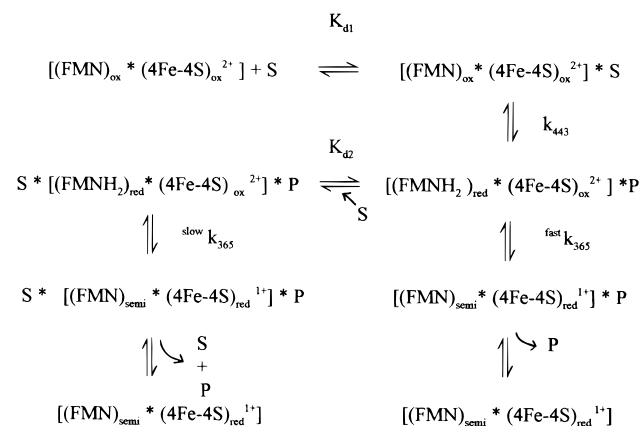 K_d1
[(FMN)_ox * (4Fe-4S)_ox^2+ ] + S ⇌ [(FMN)_ox * (4Fe-4S)_ox^2+] * S
⥮ k_443
K_d2
S * [(FMNH_2)_red * (4Fe-4S)_ox^2+] * P ⇌ [(FMNH_2 )_red * (4Fe-4S)_ox^2+ ] *P
S
⥮ ^slow k_365 ⥮ ^fast k_365
S * [(FMN)_semi * (4Fe-4S)_red^1+ ] * P [(FMN)_semi * (4Fe-4S)_red^1+ ] * P
⥮ S ⥮ P
+
P
[(FMN)_semi * (4Fe-4S)_red^1+] [(FMN)_semi * (4Fe-4S)_red^1+]